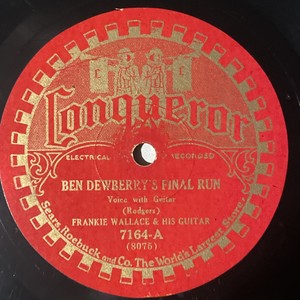 Conqueror
ELECTRICAL RECORDED
BEN DEWBERRY'S FINAL RUN
Voice with Guitar
(Rodgers)
FRANKIE WALLACE & HIS GUITAR
7164-A
(8075)
Sears, Roebuck and Co. The World's Largest Store